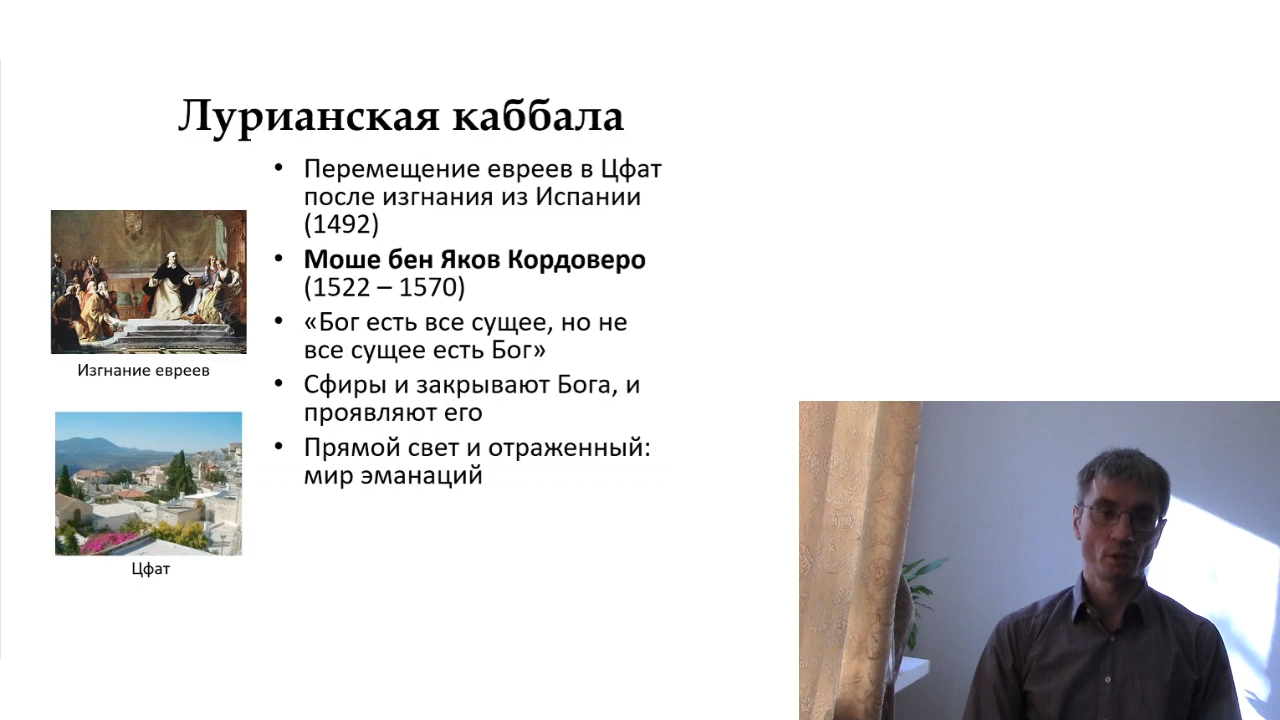 Лурианская каббала
• Перемещение евреев в Цфат
после изгнания из Испании
(1492)
• Моше бен Яков Кордоверо
(1522 – 1570)
• «Бог есть все сущее, но не
все сущее есть Бог»
• Сфиры и закрывают Бога, и
проявляют его
• Прямой свет и отраженный:
мир эманаций
Изгнание евреев
Цфат